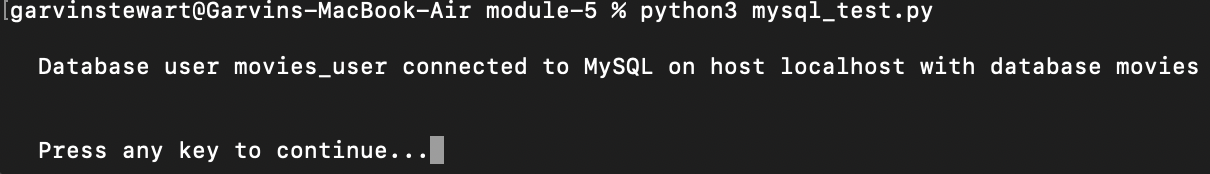 [garvinstewart@Garvins-MacBook-Air module-5 % python3 mysql_test.py
Database user movies_user connected to MySQL on host localhost with database movies
Press any key to continue...